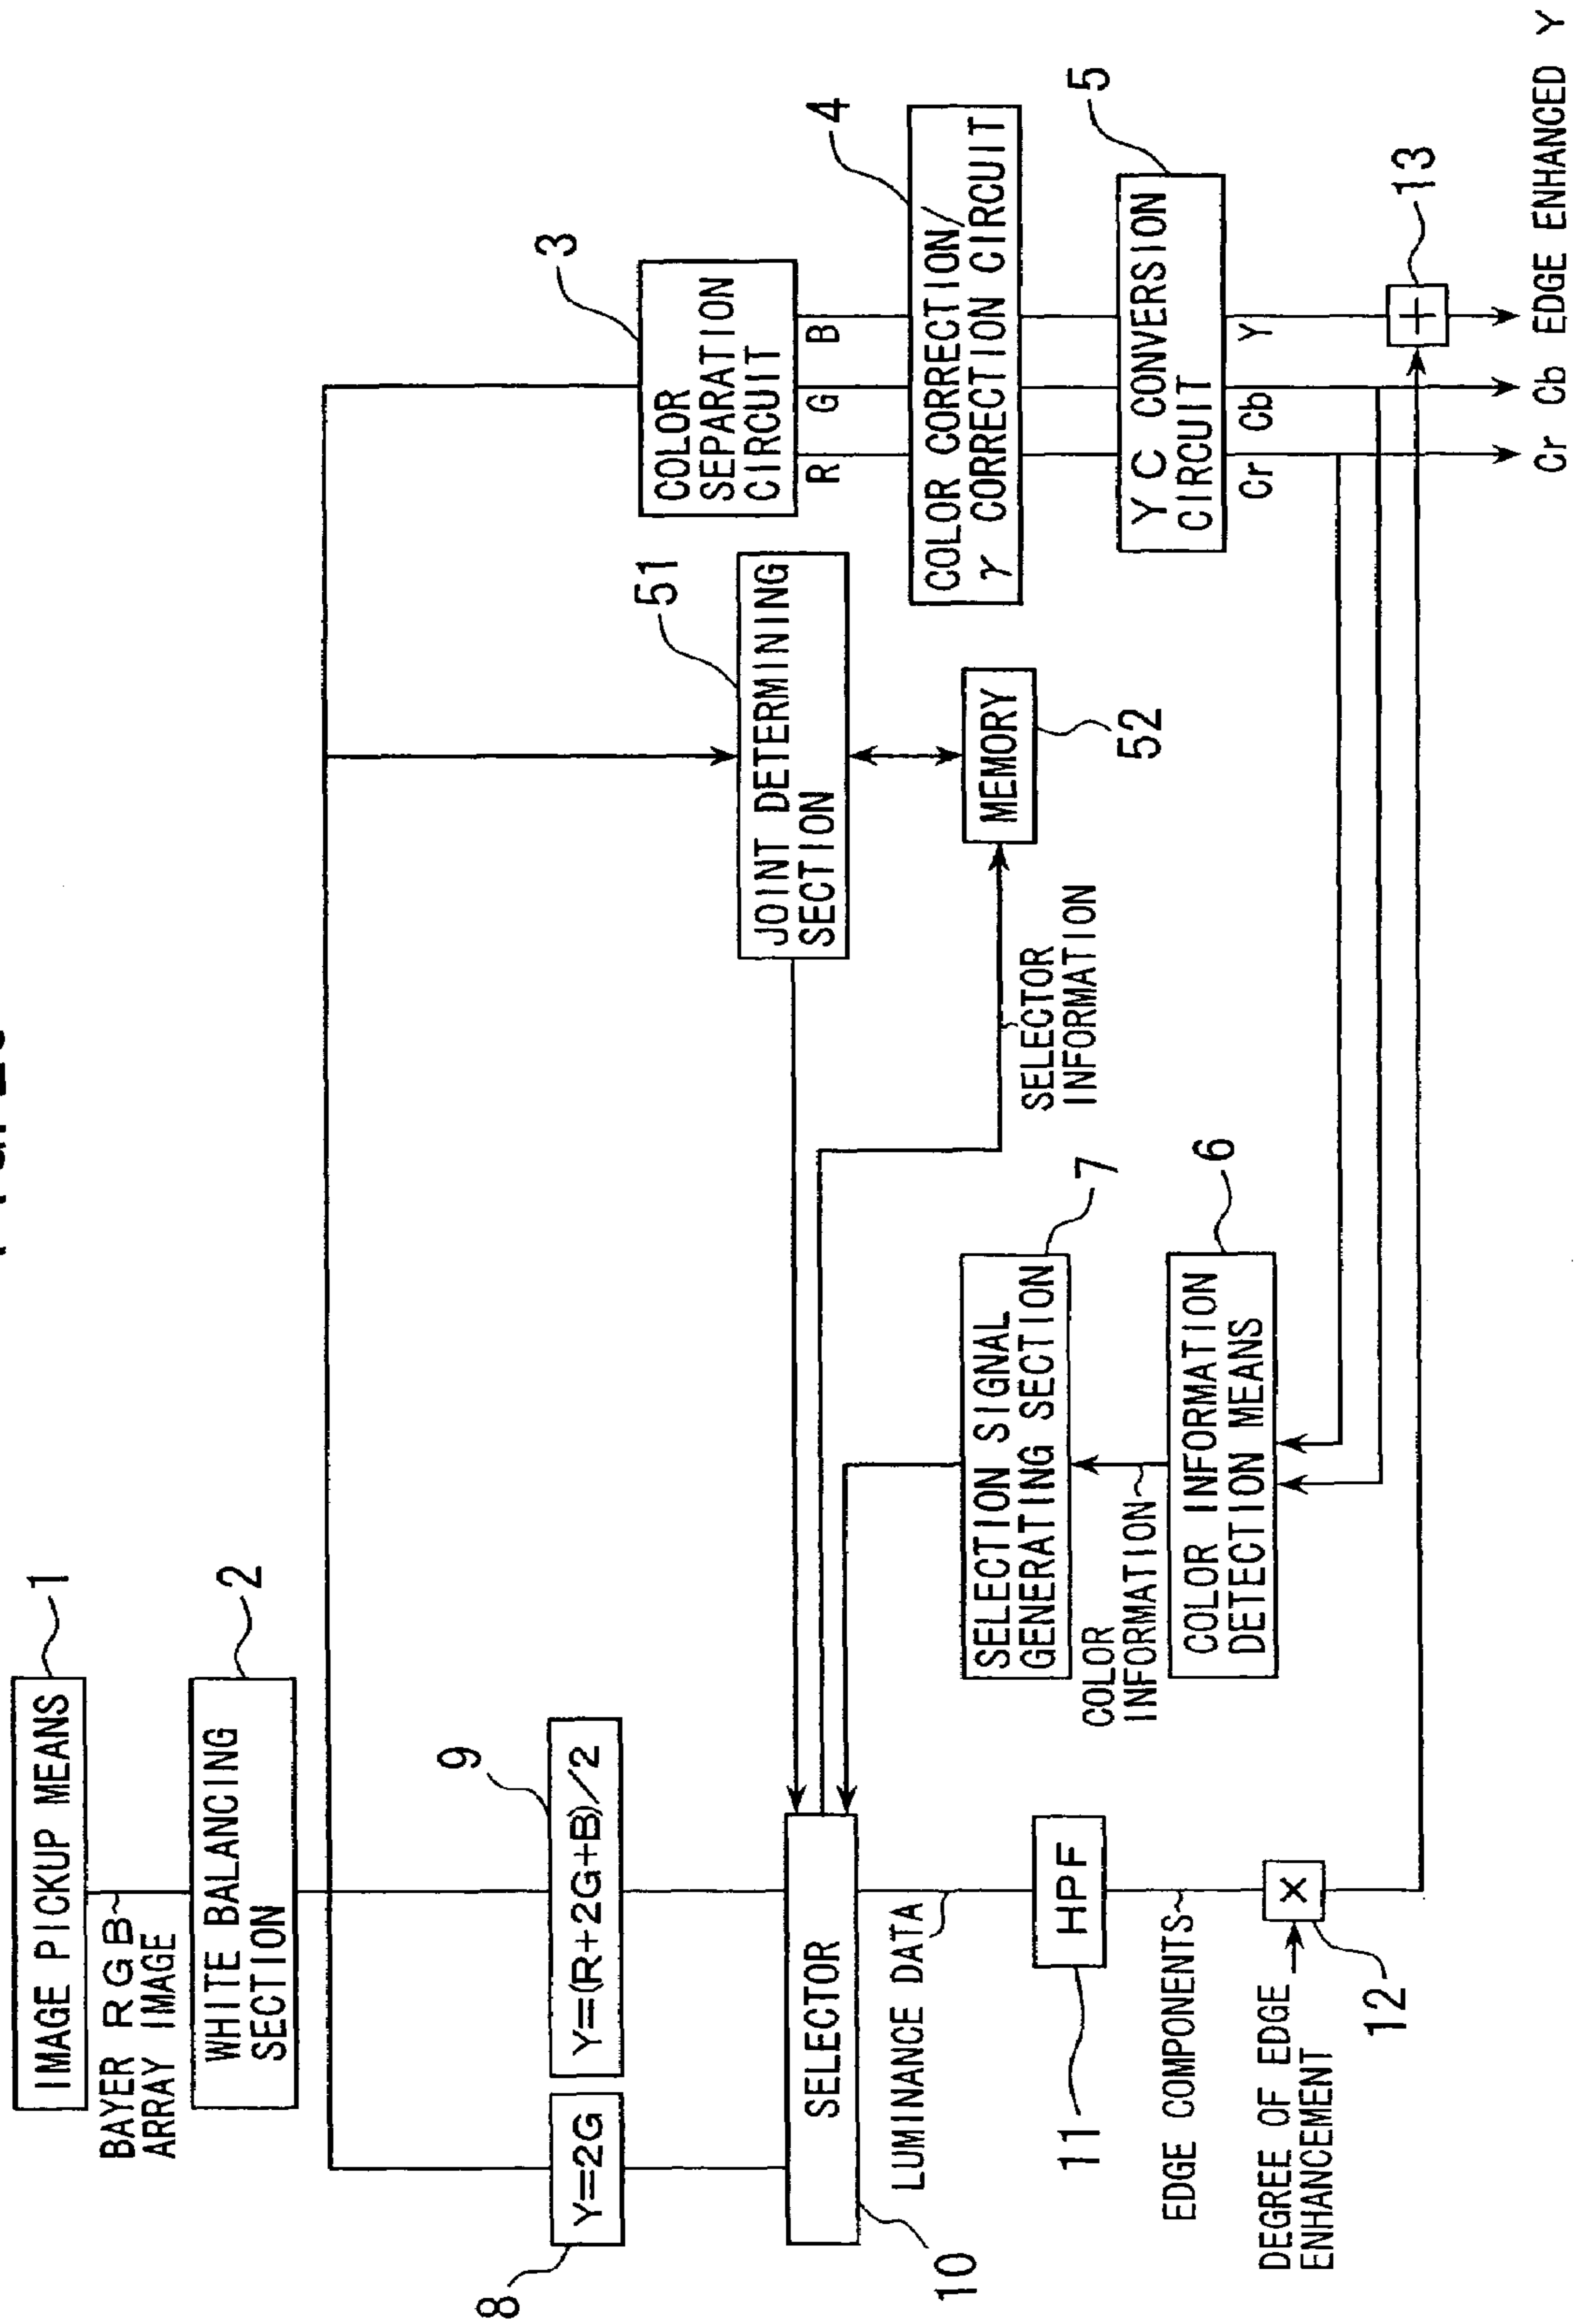 IMAGE PICKUP MEANS
1
BAYER RGB
ARRAY IMAGE
WHITE BALANCING
SECTION
2
8
Y=2G
9
Y=(R+2G+B)/2
SELECTOR
10
LUMINANCE DATA
HPF
11
EDGE COMPONENTS
×
12
DEGREE OF EDGE
ENHANCEMENT
SELECTION SIGNAL
GENERATING SECTION
7
COLOR
INFORMATION
COLOR INFORMATION
DETECTION MEANS
6
SELECTOR
INFORMATION
JOINT DETERMINING
SECTION
51
MEMORY
52
COLOR
SEPARATION
CIRCUIT
3
R G B
COLOR CORRECTION/
γ CORRECTION CIRCUIT
4
YC CONVERSION
CIRCUIT
5
Cr Cb Y
+
13
Cr Cb EDGE ENHANCED Y